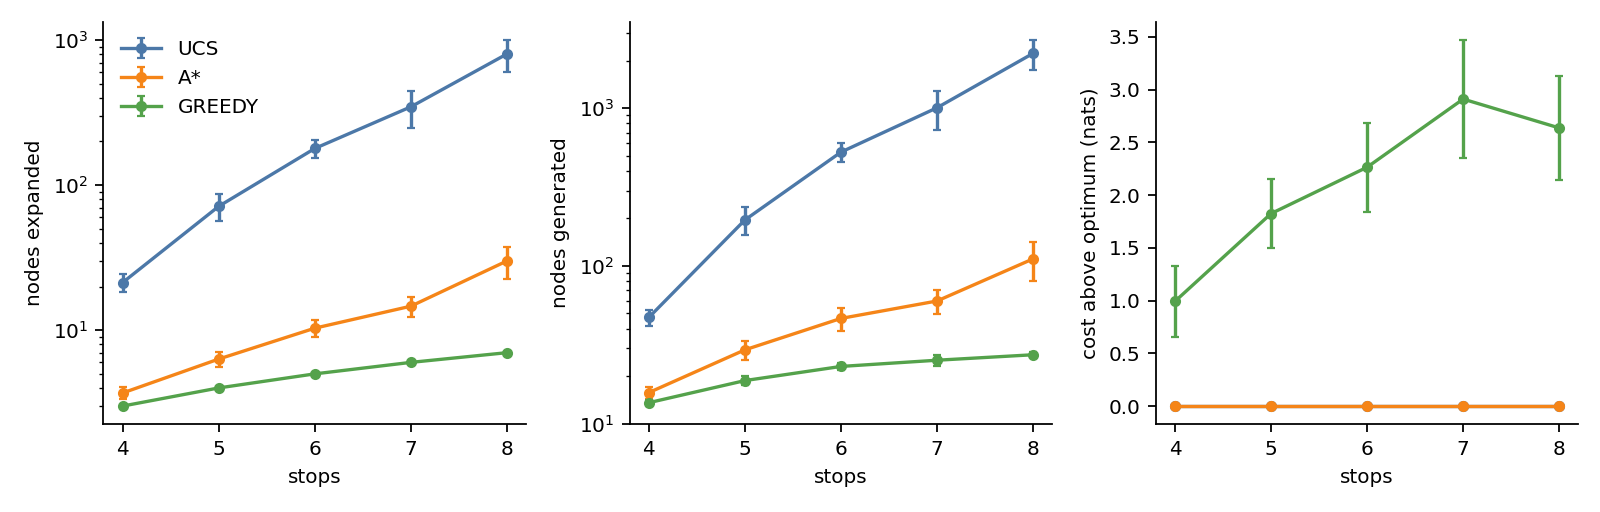 nodes expanded
10³
10²
10¹
UCS
A*
GREEDY
4 5 6 7 8
stops
nodes generated
10³
10²
10¹
4 5 6 7 8
stops
cost above optimum (nats)
3.5
3.0
2.5
2.0
1.5
1.0
0.5
0.0
4 5 6 7 8
stops